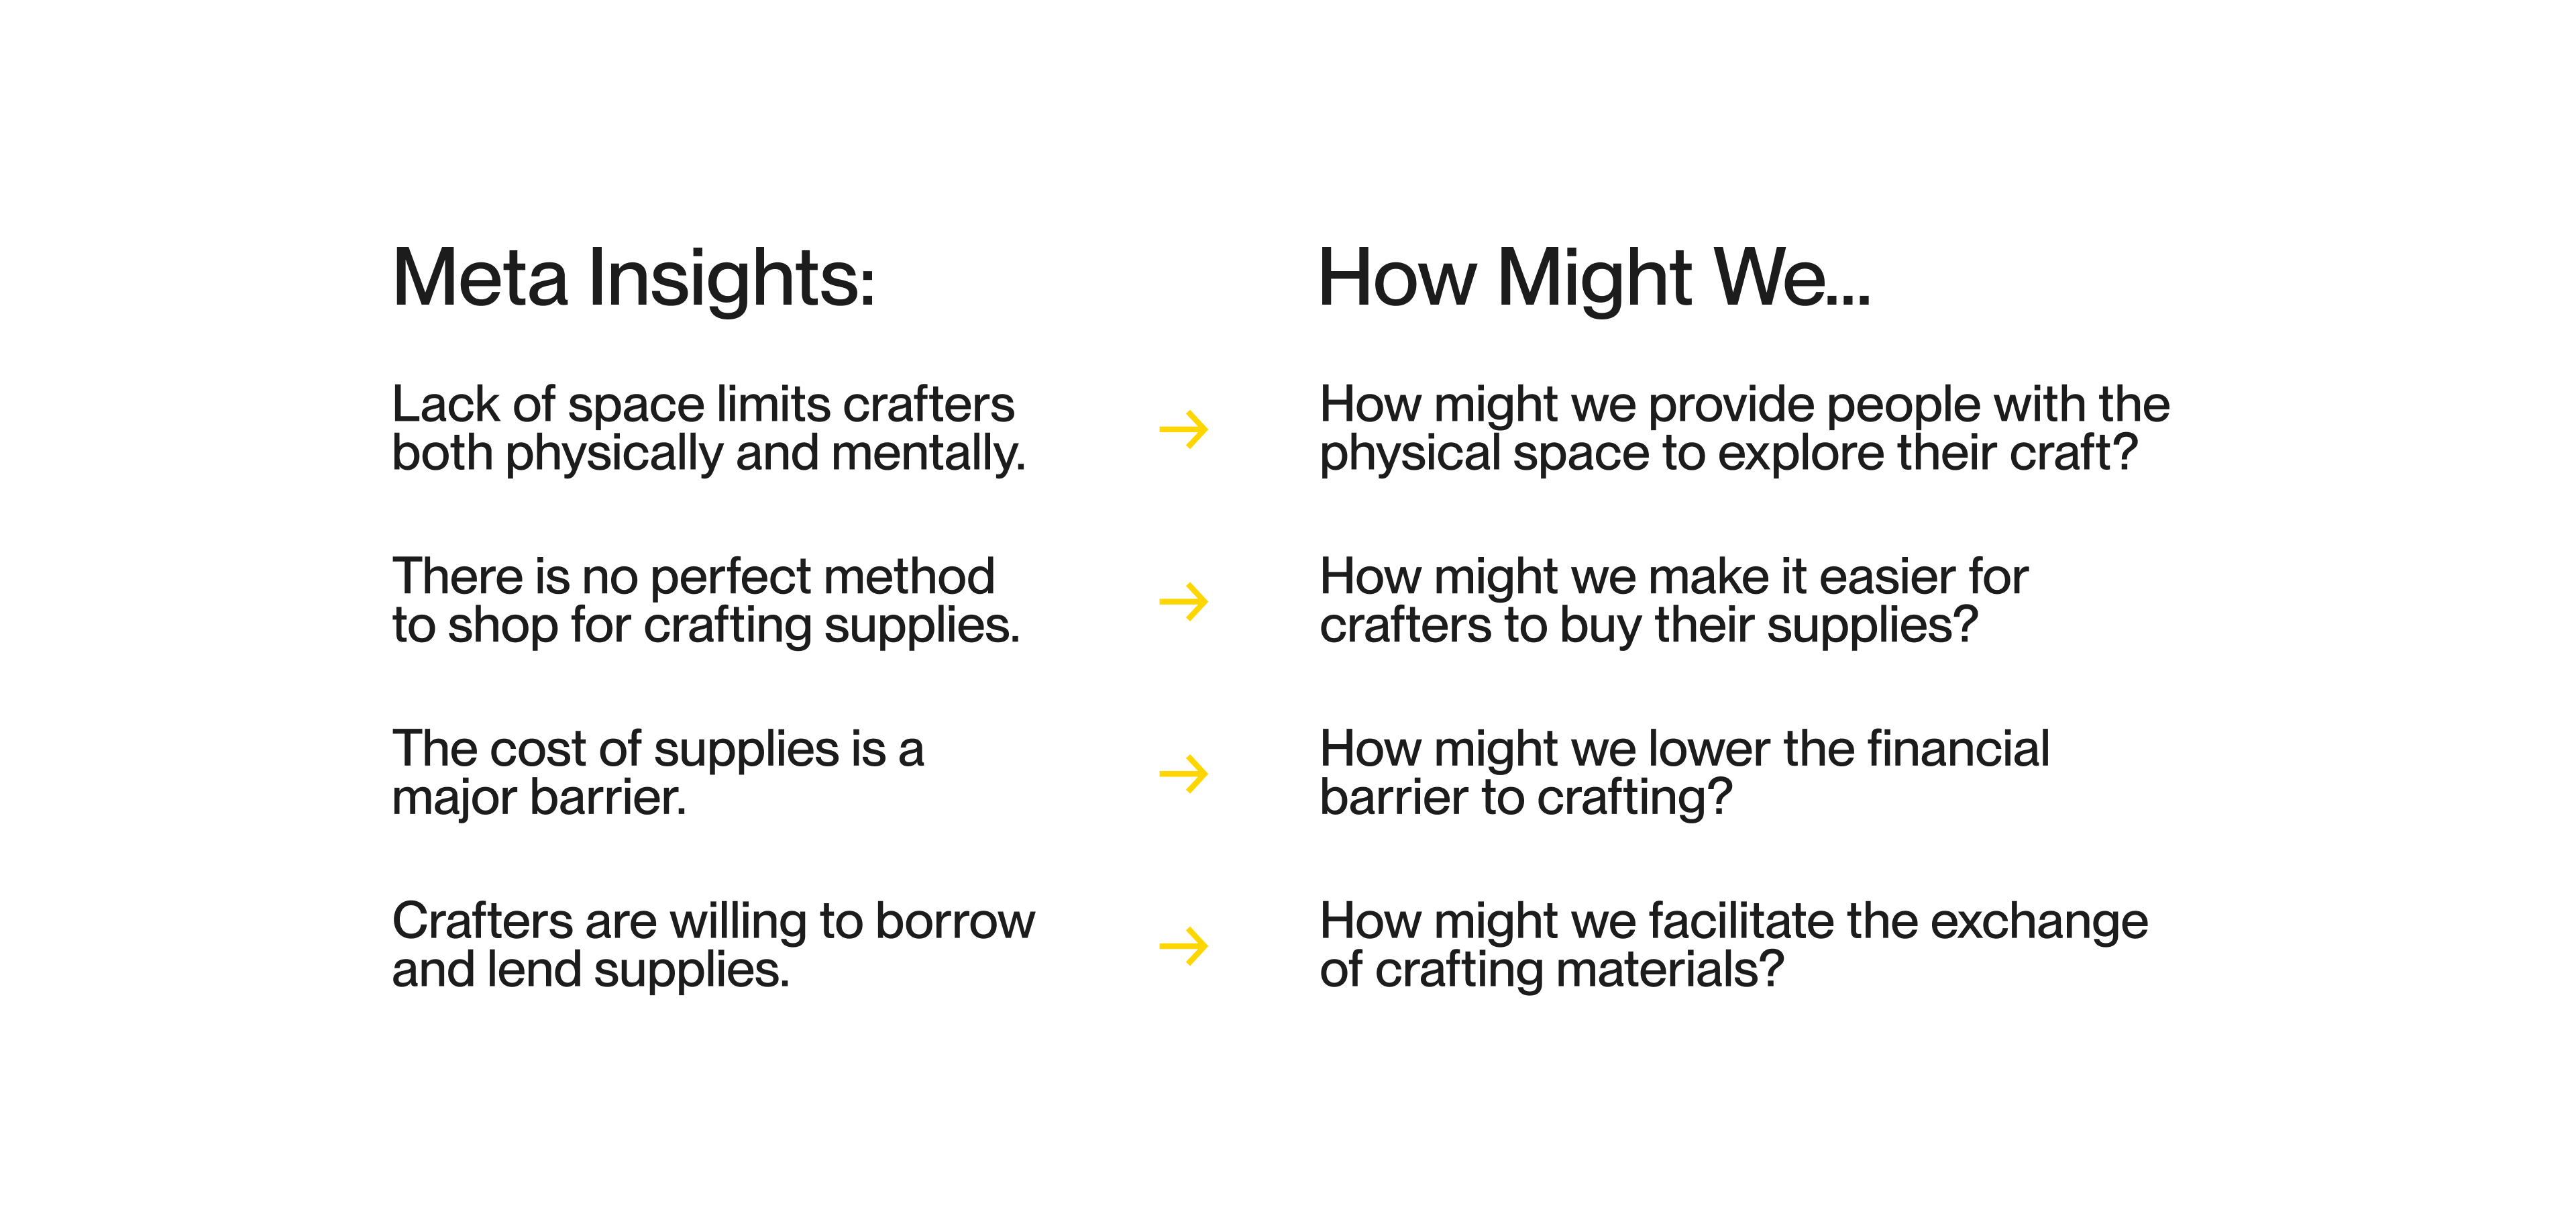 Meta Insights:
How Might We...
Lack of space limits crafters
both physically and mentally.
→
How might we provide people with the
physical space to explore their craft?
There is no perfect method
to shop for crafting supplies.
→
How might we make it easier for
crafters to buy their supplies?
The cost of supplies is a
major barrier.
→
How might we lower the financial
barrier to crafting?
Crafters are willing to borrow
and lend supplies.
→
How might we facilitate the exchange
of crafting materials?